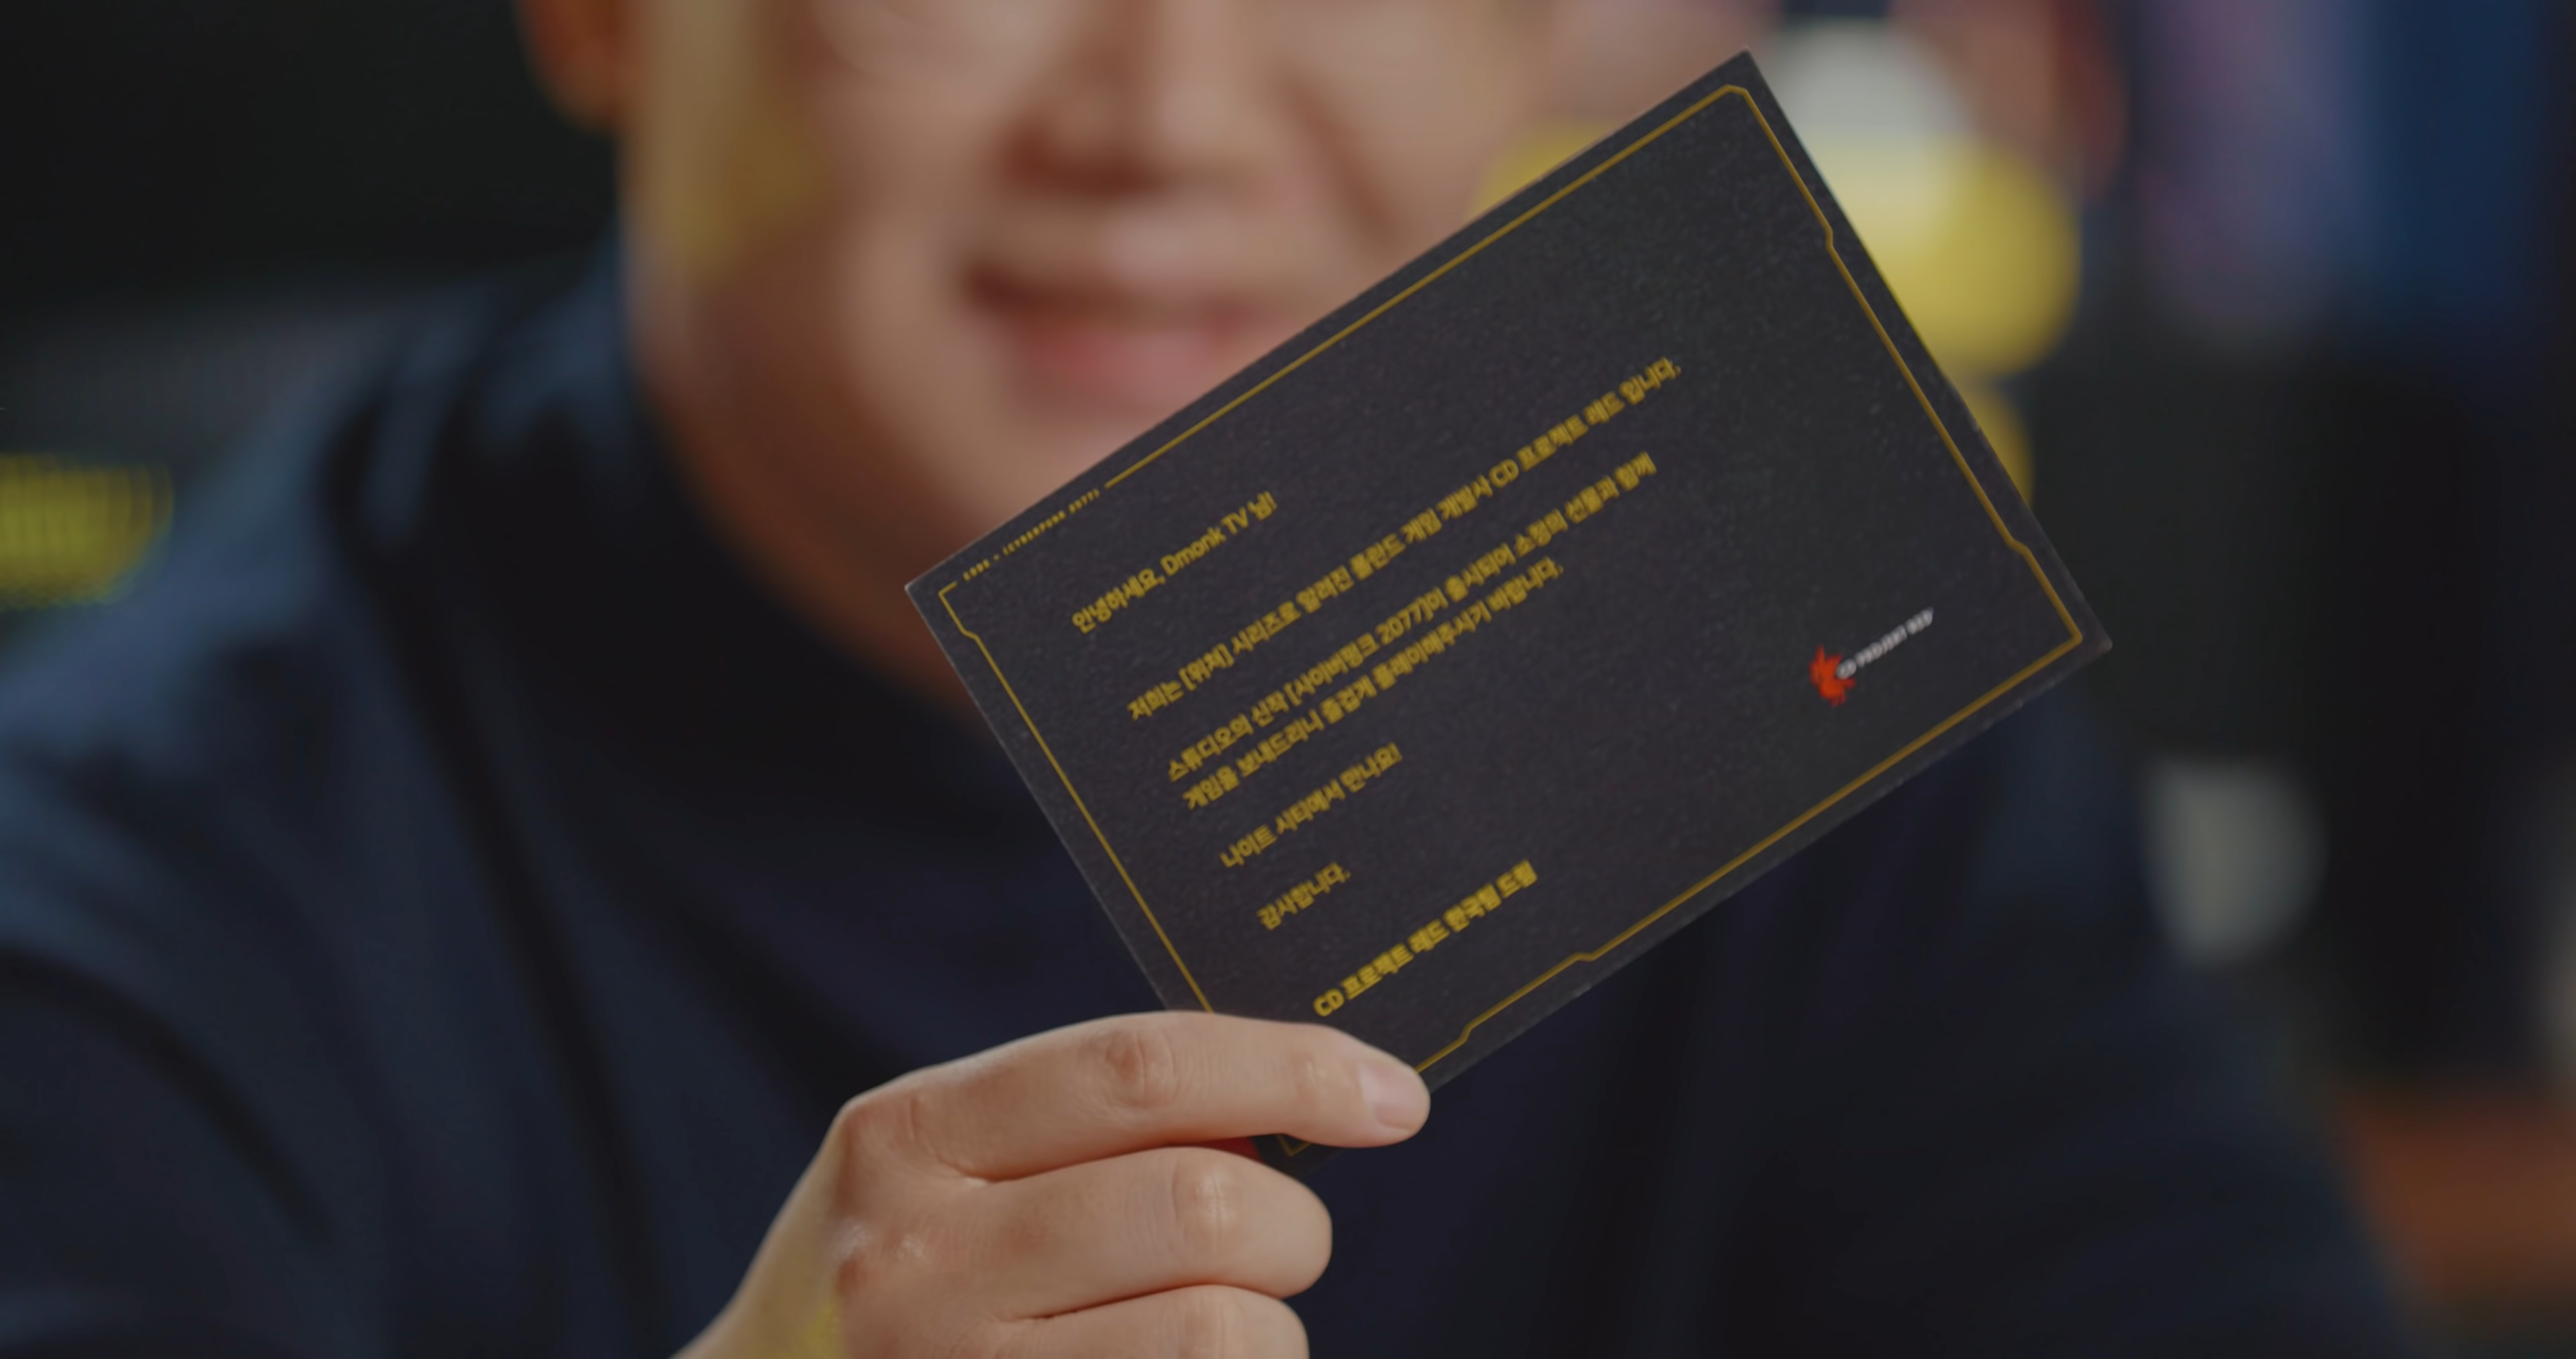 안녕하세요, Dmonk TV 님!
저희는 [위쳐] 시리즈로 알려진 폴란드 게임 개발사 CD 프로젝트 레드 입니다.
스튜디오의 신작 [사이버펑크 2077]이 출시되어 소정의 선물과 함께
게임을 보내드리니 즐겁게 플레이해주시기 바랍니다.
나이트 시티에서 만나요!
감사합니다.
CD 프로젝트 레드 한국팀 드림
CD PROJEKT RED